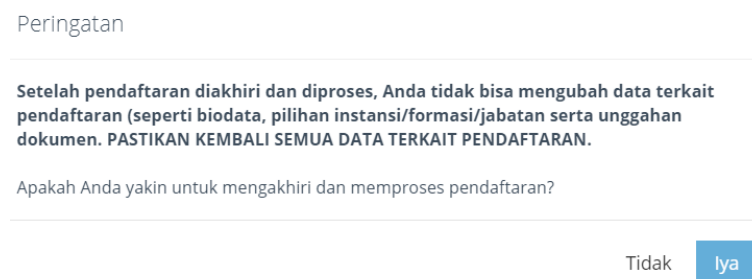 Peringatan
Setelah pendaftaran diakhiri dan diproses, Anda tidak bisa mengubah data terkait
pendaftaran (seperti biodata, pilihan instansi/formasi/jabatan serta unggahan
dokumen. PASTIKAN KEMBALI SEMUA DATA TERKAIT PENDAFTARAN.
Apakah Anda yakin untuk mengakhiri dan memproses pendaftaran?
Tidak Iya